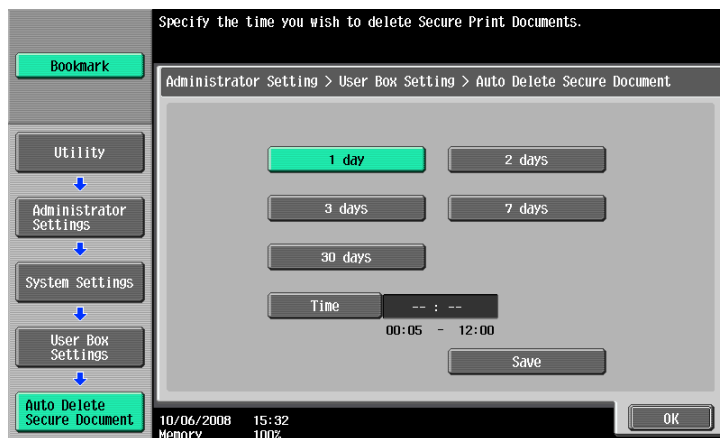 Specify the time you wish to delete Secure Print Documents.
Bookmark
Administrator Setting > User Box Setting > Auto Delete Secure Document
Utility
Administrator
Settings
System Settings
User Box
Settings
Auto Delete
Secure Document
1 day
2 days
3 days
7 days
30 days
Time
-- : --
00:05 - 12:00
Save
10/06/2008 15:32
Memory 100%
OK